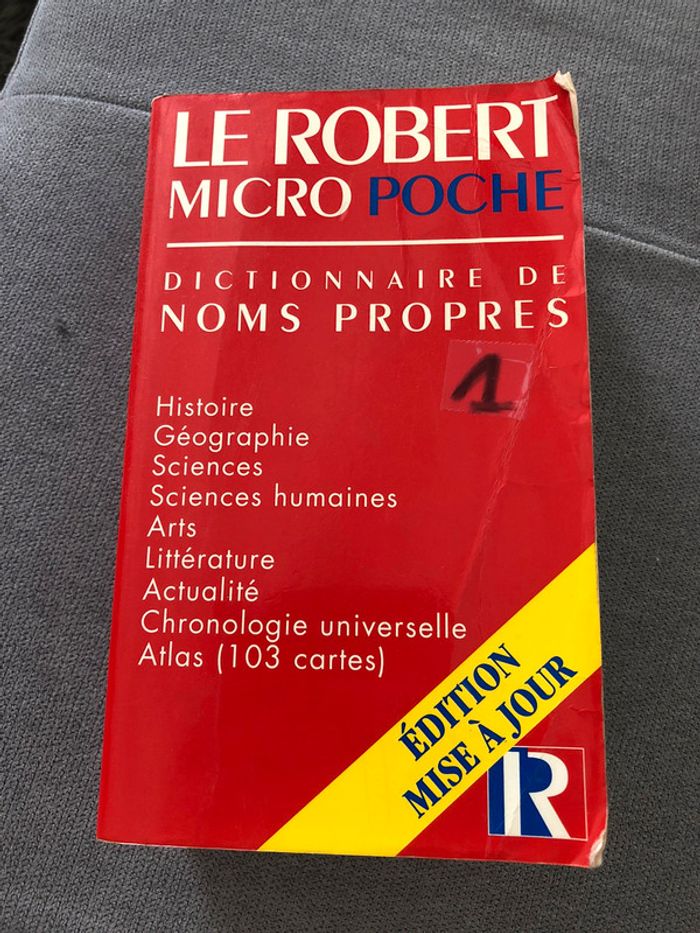 LE ROBERT
MICRO POCHE
DICTIONNAIRE DE
NOMS PROPRES
1
Histoire
Géographie
Sciences
Sciences humaines
Arts
Littérature
Actualité
Chronologie universelle
Atlas (103 cartes)
ÉDITION
MISE À JOUR
R